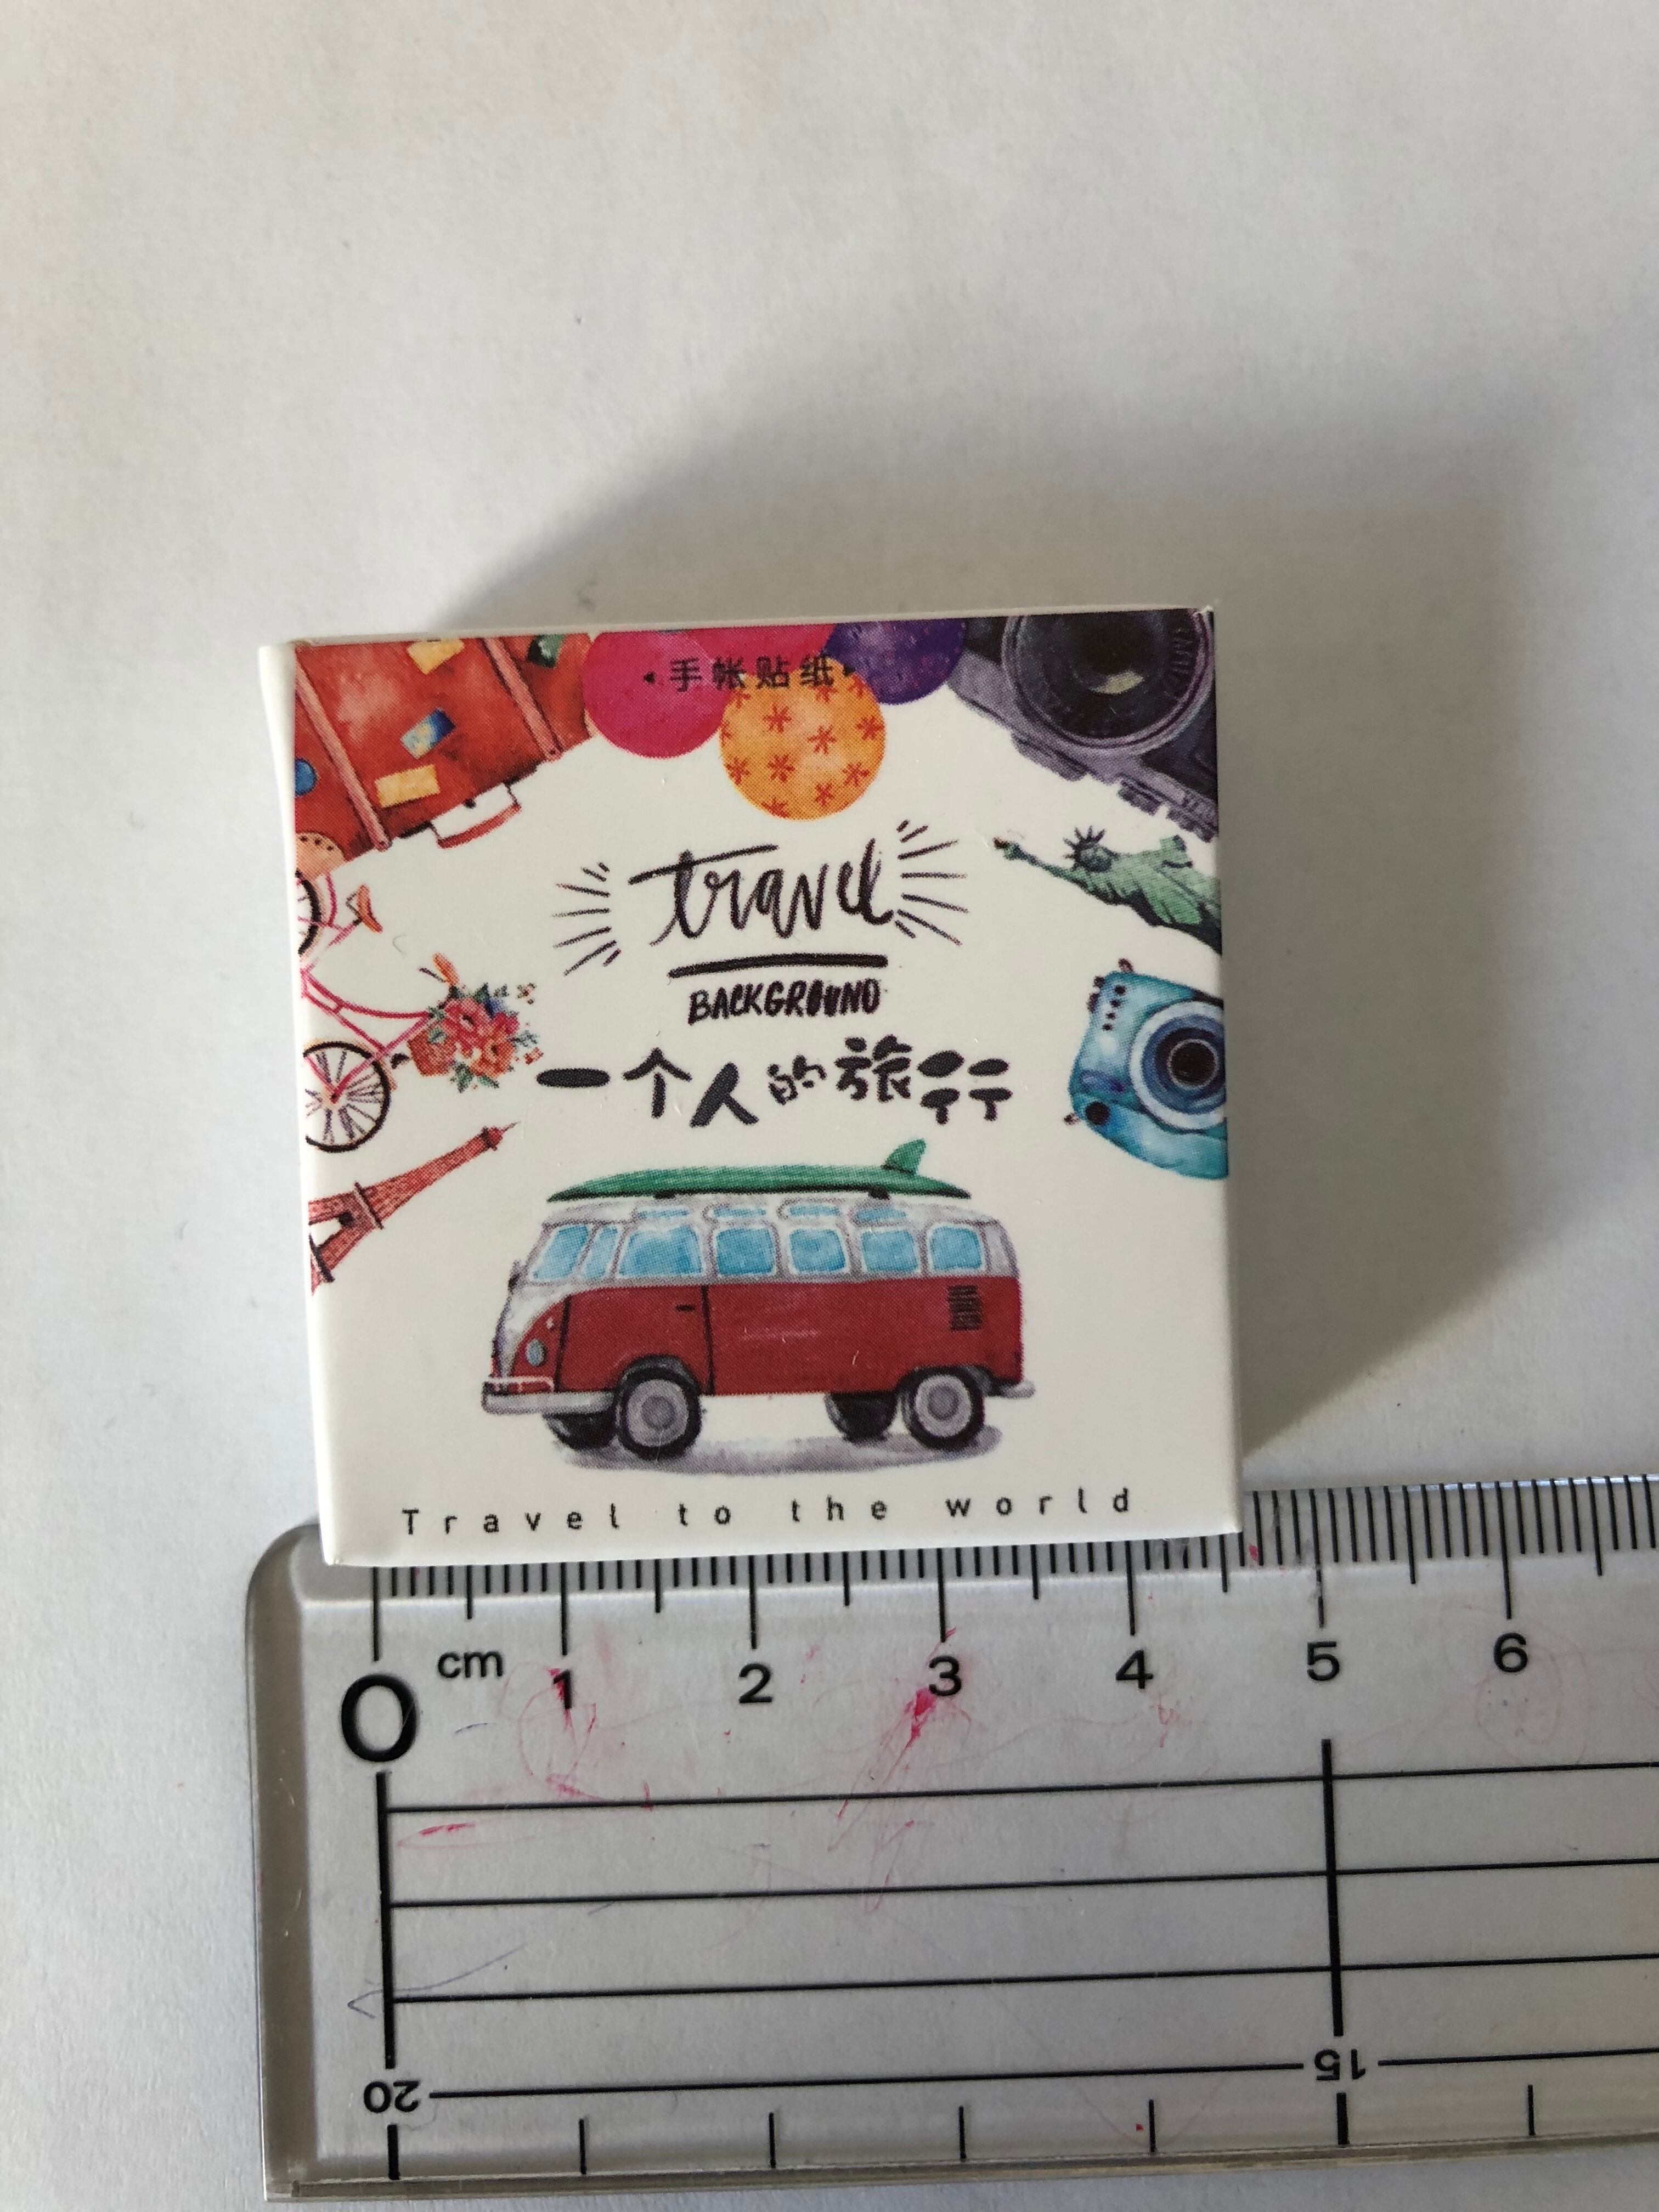 手帐贴纸
travel
BACKGROUND
一个人的旅行
Travel to the world
0 cm 1 2 3 4 5 6
20 15